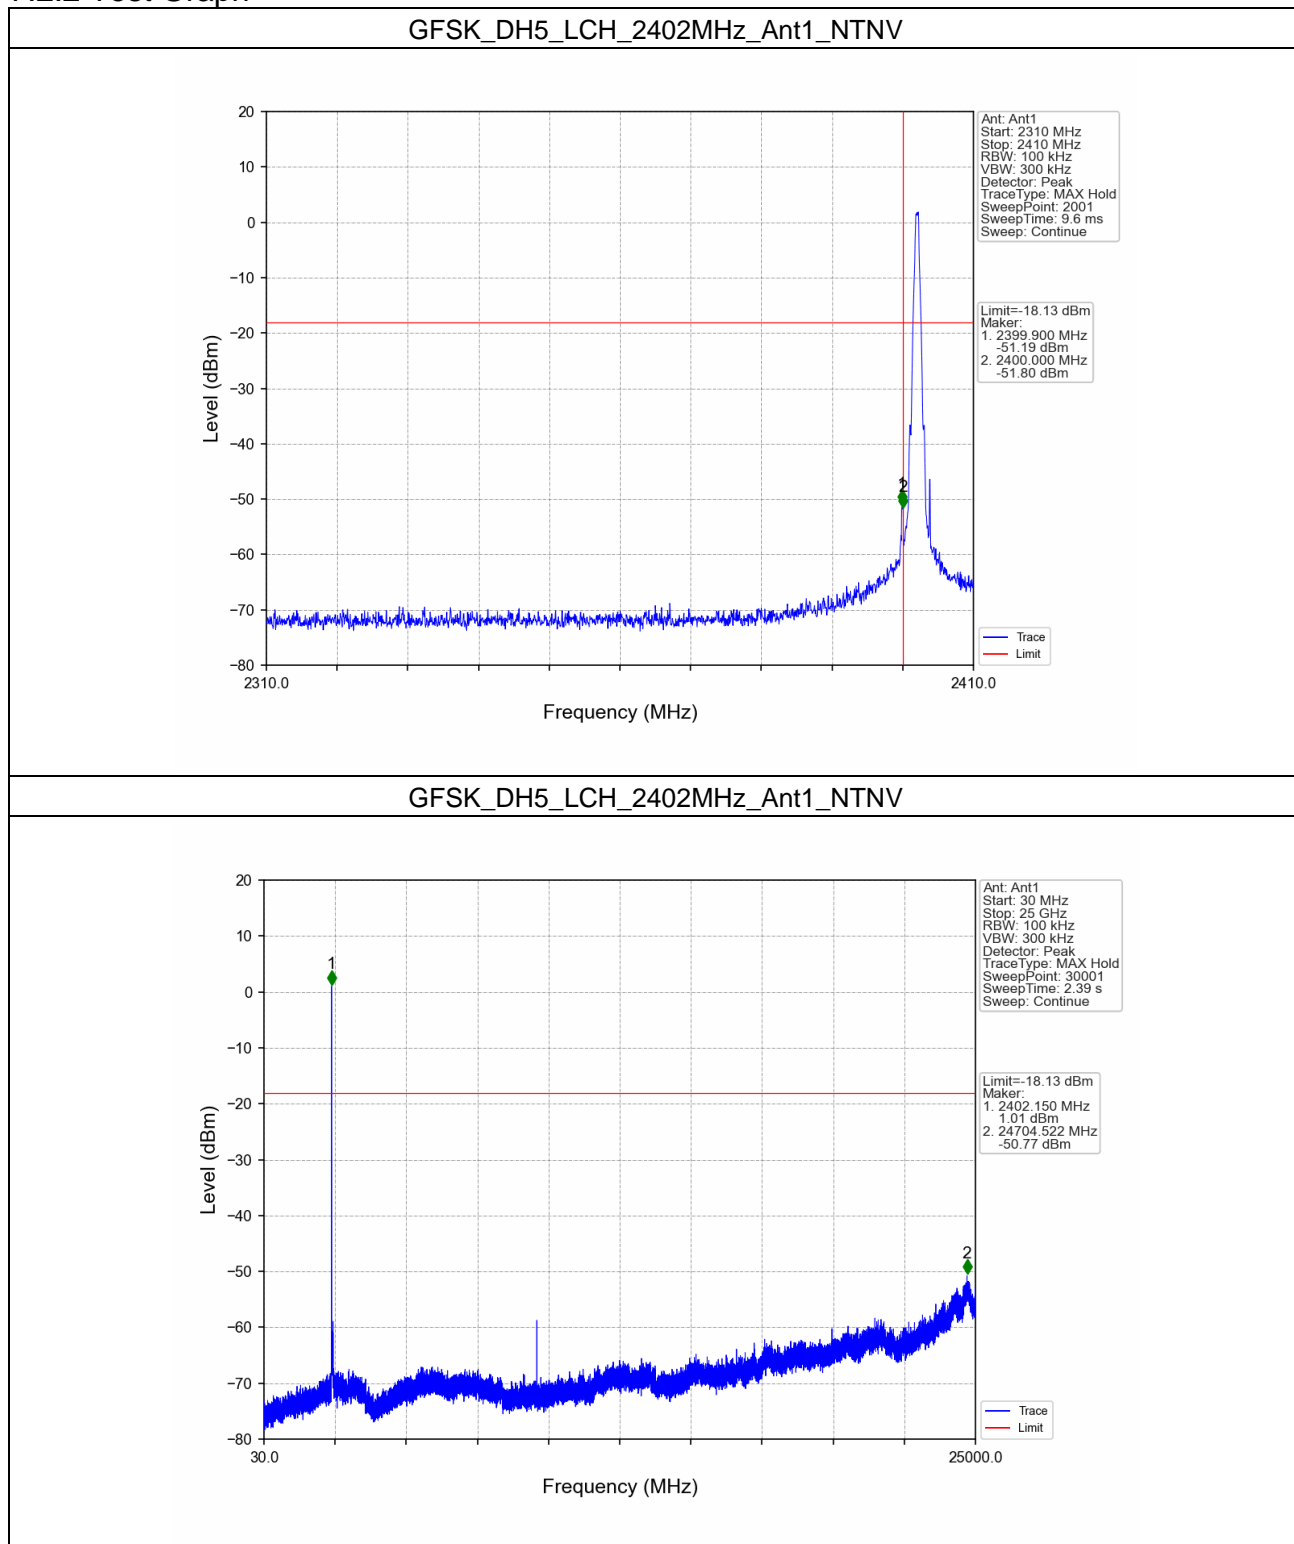 7.2.2 Test Graph
GFSK_DH5_LCH_2402MHz_Ant1_NTNV
20
10
0
−10
−20
−30
−40
−50
−60
−70
−80
Level (dBm)
2310.0
2410.0
Frequency (MHz)
1
2
Ant: Ant1
Start: 2310 MHz
Stop: 2410 MHz
RBW: 100 kHz
VBW: 300 kHz
Detector: Peak
TraceType: MAX Hold
SweepPoint: 2001
SweepTime: 9.6 ms
Sweep: Continue
Limit=-18.13 dBm
Maker:
1. 2399.900 MHz
-51.19 dBm
2. 2400.000 MHz
-51.80 dBm
Trace
Limit
GFSK_DH5_LCH_2402MHz_Ant1_NTNV
20
10
0
−10
−20
−30
−40
−50
−60
−70
−80
Level (dBm)
30.0
25000.0
Frequency (MHz)
1
2
Ant: Ant1
Start: 30 MHz
Stop: 25 GHz
RBW: 100 kHz
VBW: 300 kHz
Detector: Peak
TraceType: MAX Hold
SweepPoint: 30001
SweepTime: 2.39 s
Sweep: Continue
Limit=-18.13 dBm
Maker:
1. 2402.150 MHz
1.01 dBm
2. 24704.522 MHz
-50.77 dBm
Trace
Limit